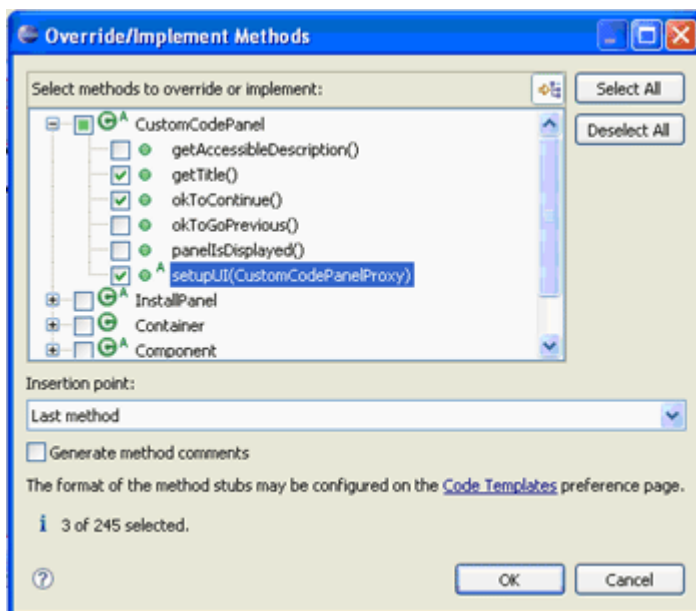 Override/Implement Methods
Select methods to override or implement:
Select All
Deselect All
CustomCodePanel
getAccessibleDescription()
getTitle()
okToContinue()
okToGoPrevious()
panelIsDisplayed()
setupUI(CustomCodePanelProxy)
InstallPanel
Container
Component
Insertion point:
Last method
Generate method comments
The format of the method stubs may be configured on the Code Templates preference page.
3 of 245 selected.
OK
Cancel